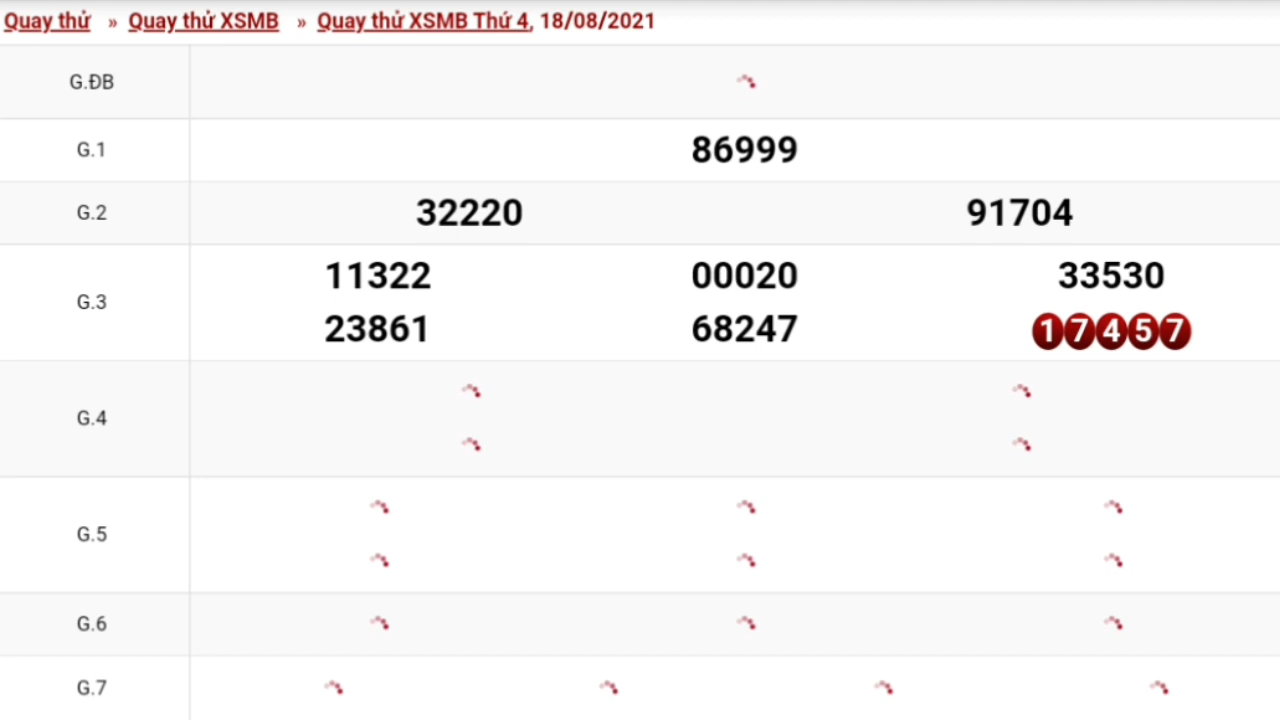 Quay thử » Quay thử XSMB » Quay thử XSMB Thứ 4, 18/08/2021
G.ĐB
G.1 86999
G.2 32220 91704
G.3 11322 00020 33530
23861 68247 17457
G.4
G.5
G.6
G.7